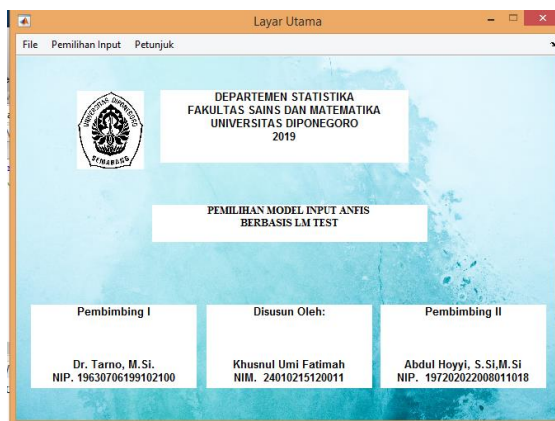 Layar Utama
File Pemilihan Input Petunjuk
DEPARTEMEN STATISTIKA
FAKULTAS SAINS DAN MATEMATIKA
UNIVERSITAS DIPONEGORO
2019
UNIVERSITAS DIPONEGORO
SEMARANG
PEMILIHAN MODEL INPUT ANFIS
BERBASIS LM TEST
Pembimbing I
Dr. Tarno, M.Si.
NIP. 19630706199102100
Disusun Oleh:
Khusnul Umi Fatimah
NIM. 24010215120011
Pembimbing II
Abdul Hoyyi, S.Si,M.Si
NIP. 197202022008011018